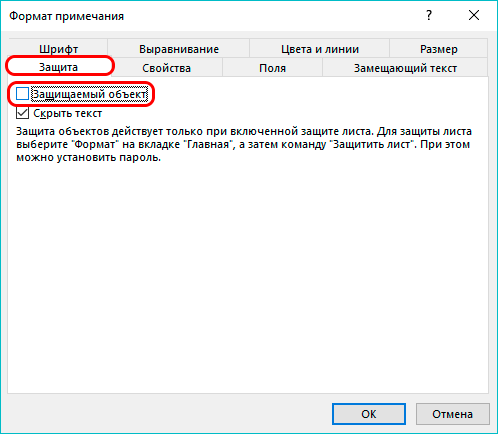 Формат примечания
Шрифт Выравнивание Цвета и линии Размер
Защита Свойства Поля Замещающий текст
Защищаемый объект
Скрыть текст
Защита объектов действует только при включенной защите листа. Для защиты листа
выберите "Формат" на вкладке "Главная", а затем команду "Защитить лист". При этом
можно установить пароль.
ОК Отмена